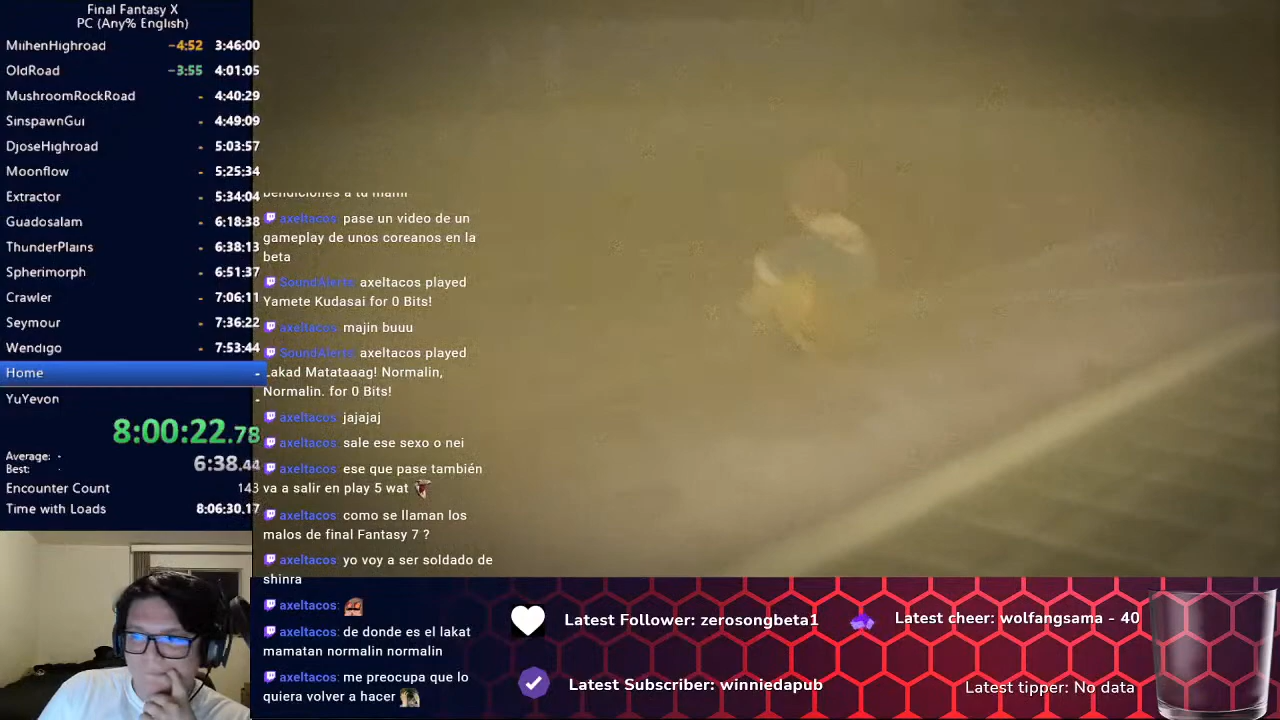 Final Fantasy X
PC (Any% English)
MiihenHighroad -4:52 3:46:00
OldRoad -3:55 4:01:05
MushroomRockRoad - 4:40:29
SinspawnGui - 4:49:09
DjoseHighroad - 5:03:57
Moonflow - 5:25:34
Extractor - 5:34:04
Guadosalam - 6:18:38
ThunderPlains - 6:38:13
Spherimorph - 6:51:37
Crawler - 7:06:11
Seymour - 7:36:22
Wendigo - 7:53:44
Home -
YuYevon -
8:00:22.78
Average: -
Best: -
6:38.44
Encounter Count 143
Time with Loads 8:06:30.17
bendiciones a tu mami
axeltacos: pase un video de un
gameplay de unos coreanos en la
beta
SoundAlerts: axeltacos played
Yamete Kudasai for 0 Bits!
axeltacos: majin buuu
SoundAlerts: axeltacos played
Lakad Matataaag! Normalin,
Normalin. for 0 Bits!
axeltacos: jajajaj
axeltacos: sale ese sexo o nei
axeltacos: ese que pase también
va a salir en play 5 wat
axeltacos: como se llaman los
malos de final Fantasy 7 ?
axeltacos: yo voy a ser soldado de
shinra
axeltacos:
axeltacos: de donde es el lakat
mamatan normalin normalin
axeltacos: me preocupa que lo
quiera volver a hacer
Latest Follower: zerosongbeta1
Latest cheer: wolfangsama - 40
Latest Subscriber: winniedapub
Latest tipper: No data